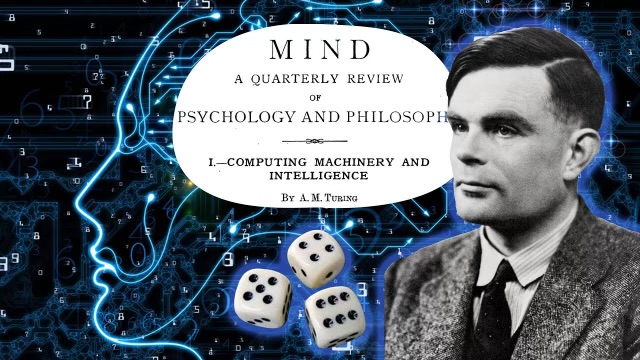 MIND
A QUARTERLY REVIEW
OF
PSYCHOLOGY AND PHILOSOPH
I.—COMPUTING MACHINERY AND
INTELLIGENCE
BY A. M. TURING